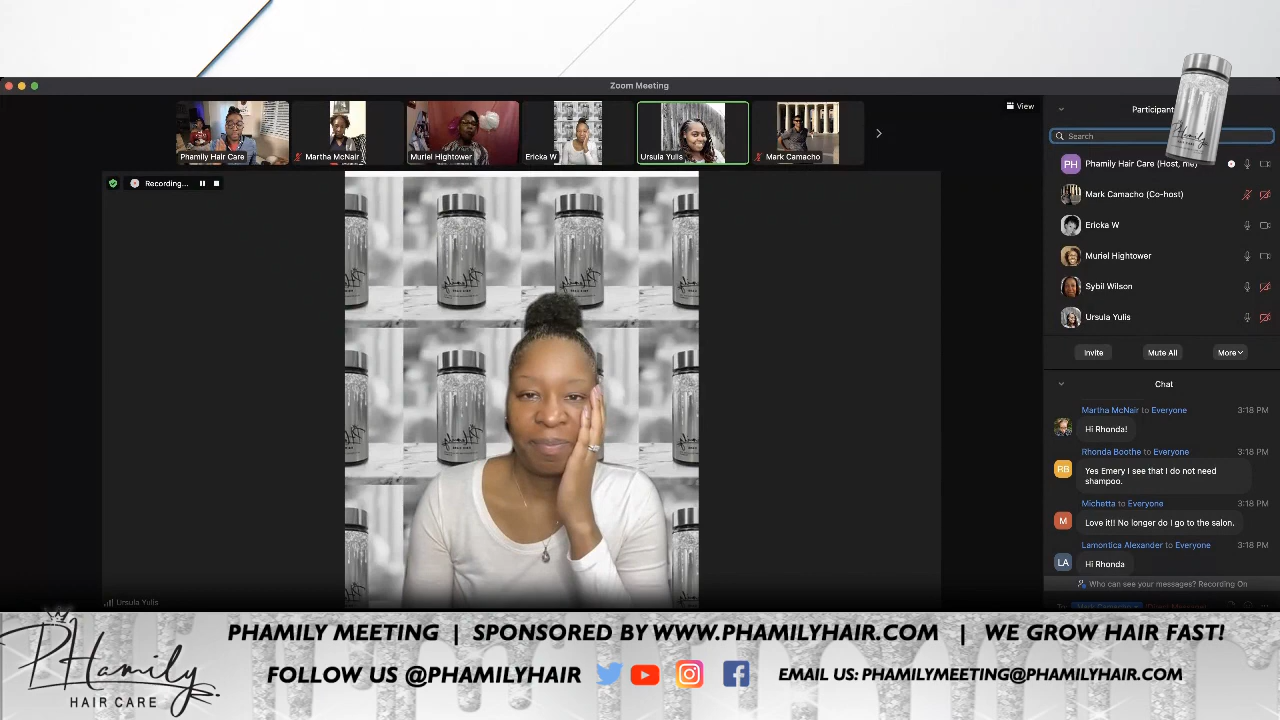 Zoom Meeting
View
Phamily Hair Care
Martha McNair
Muriel Hightower
Ericka W
Ursula Yulis
Mark Camacho
Recording...
Ursula Yulis
Participant
Search
PH
Phamily Hair Care (Host, me)
Mark Camacho (Co-host)
Ericka W
Muriel Hightower
Sybil Wilson
Ursula Yulis
Invite
Mute All
More
Chat
Martha McNair to Everyone
3:18 PM
Hi Rhonda!
Rhonda Boothe to Everyone
3:18 PM
RB
Yes Emery I see that I do not need
shampoo.
Michetta to Everyone
3:18 PM
M
Love it!! No longer do I go to the salon.
Lamontica Alexander to Everyone
3:18 PM
LA
Hi Rhonda
Who can see your messages? Recording On
PHamily
HAIR CARE
PHAMILY MEETING | SPONSORED BY WWW.PHAMILYHAIR.COM | WE GROW HAIR FAST!
FOLLOW US @PHAMILYHAIR
EMAIL US: PHAMILYMEETING@PHAMILYHAIR.COM